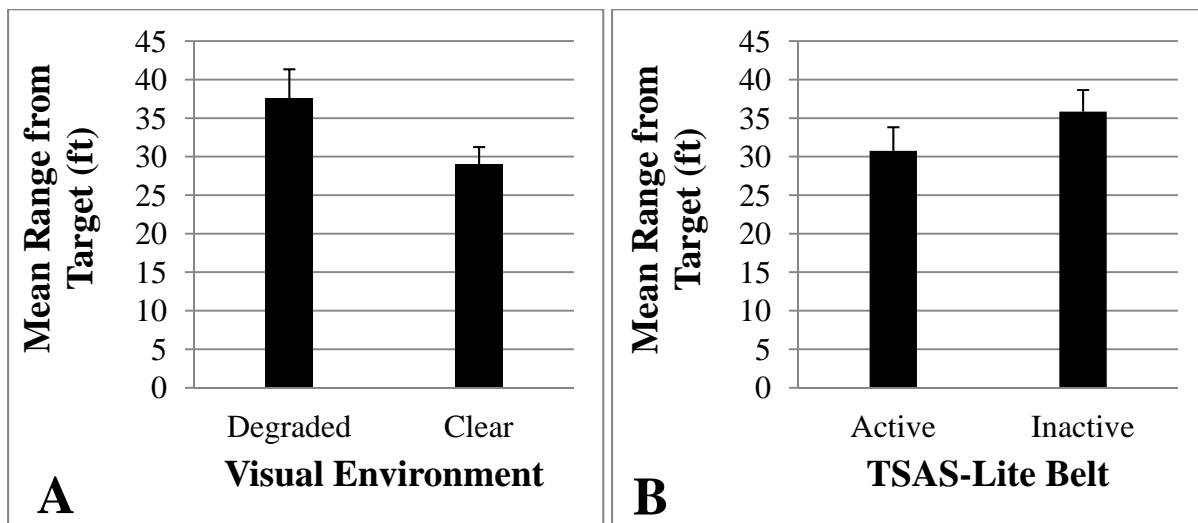 Mean Range from
Target (ft)
45
40
35
30
25
20
15
10
5
0
Degraded
Clear
Visual Environment
A
Mean Range from
Target (ft)
45
40
35
30
25
20
15
10
5
0
Active
Inactive
TSAS-Lite Belt
B